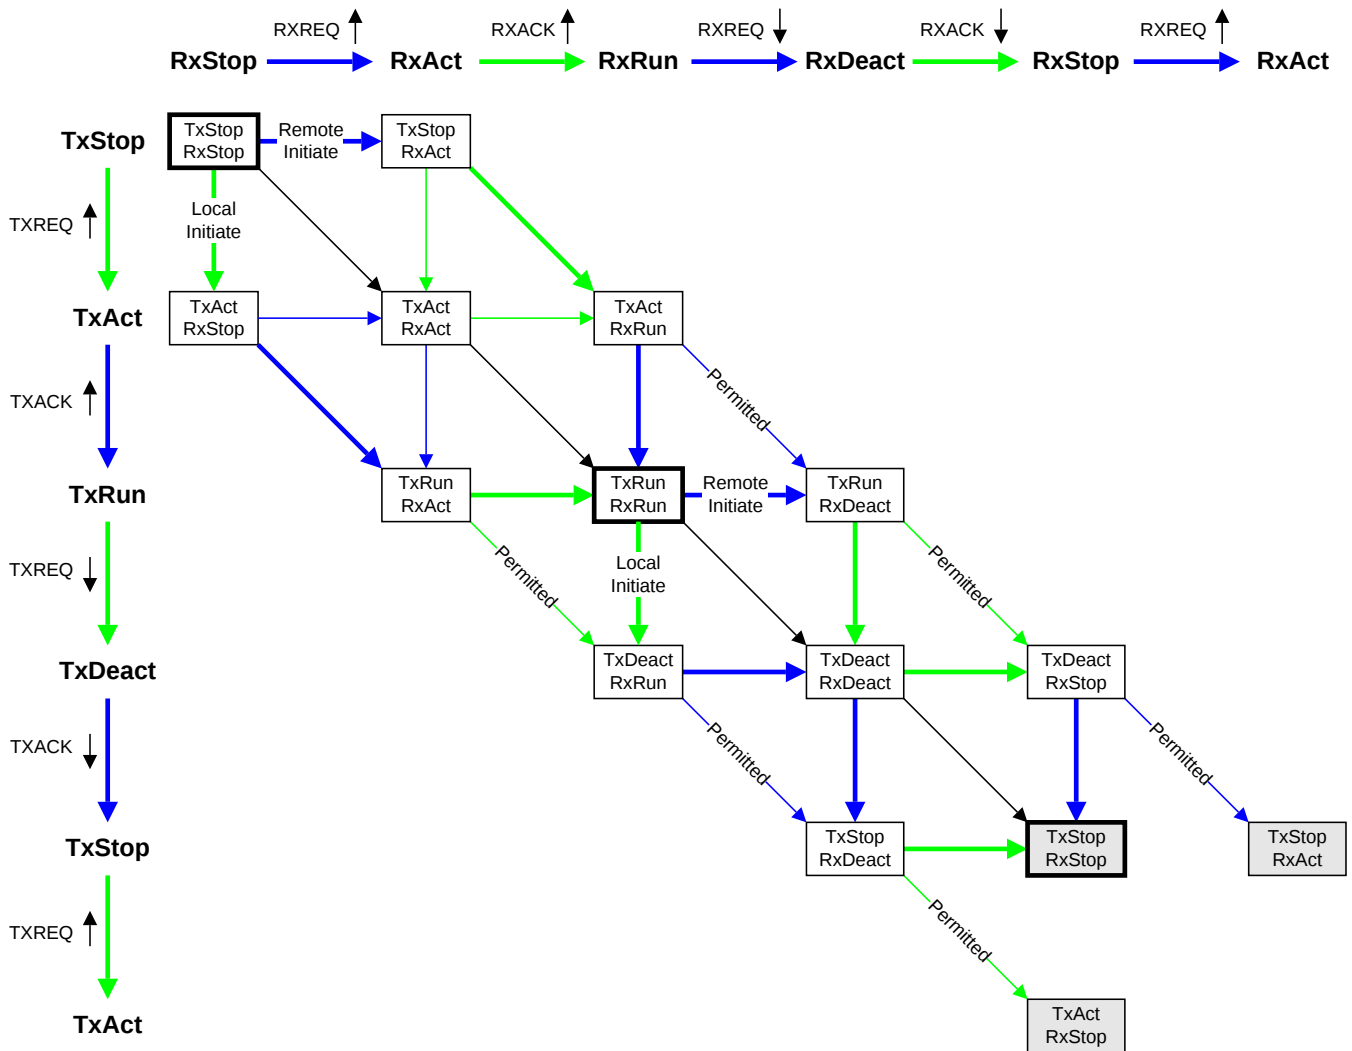 RXREQ
RXACK
RXREQ
RXACK
RXREQ
RxStop
RxAct
RxRun
RxDeact
RxStop
RxAct
TxStop
TxStop
RxStop
Remote
Initiate
TxStop
RxAct
TXREQ
Local
Initiate
TxAct
TxAct
RxStop
TxAct
RxAct
TxAct
RxRun
TXACK
Permitted
TxRun
TxRun
RxAct
TxRun
RxRun
Remote
Initiate
TxRun
RxDeact
TXREQ
Permitted
Local
Initiate
Permitted
TxDeact
TxDeact
RxRun
TxDeact
RxDeact
TxDeact
RxStop
TXACK
Permitted
Permitted
TxStop
TxStop
RxDeact
TxStop
RxStop
TxStop
RxAct
TXREQ
Permitted
TxAct
TxAct
RxStop